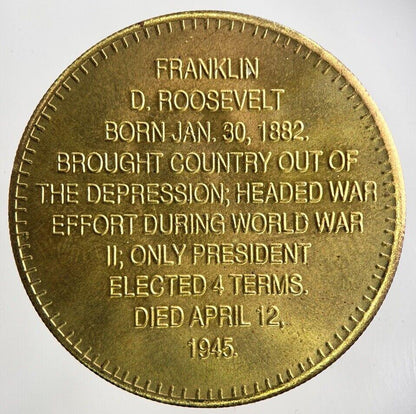 FRANKLIN
D. ROOSEVELT
BORN JAN. 30, 1882.
BROUGHT COUNTRY OUT OF
THE DEPRESSION; HEADED WAR
EFFORT DURING WORLD WAR
II; ONLY PRESIDENT
ELECTED 4 TERMS.
DIED APRIL 12,
1945.